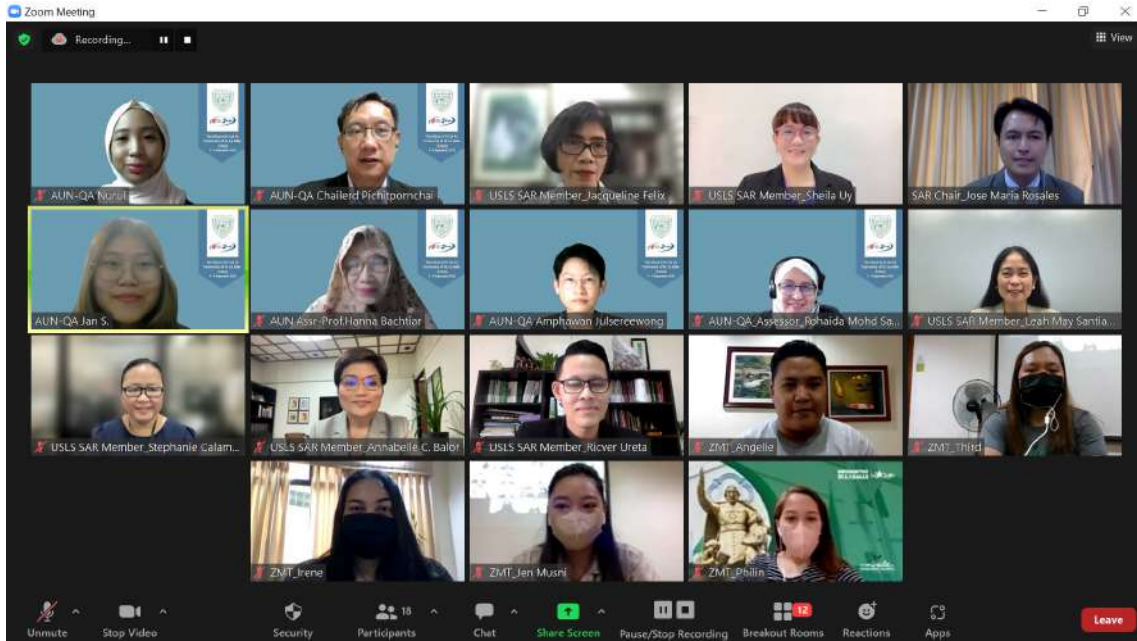 Zoom Meeting
Recording...
View
AUN-QA Nurul
AUN-QA Chailerd Pichitpornchai
USLS SAR Member_Jacqueline Felix
USLS SAR Member_Sheila Uy
SAR Chair_Jose Maria Rosales
AUN-QA Jan S.
AUN Assr-Prof.Hanna Bachtiar
AUN-QA Amphawan Julsereewong
AUN-QA_Assessor_Rohaida Mohd Sa...
USLS SAR Member_Leah May Santia...
USLS SAR Member_Stephanie Calam...
USLS SAR Member_Annabelle C. Balor
USLS SAR Member_Ricver Ureta
ZMT_Angelie
ZMT_Third
ZMT_Irene
ZMT_Jen Musni
ZMT_Philin
Unmute
Stop Video
Security
Participants
18
Chat
Share Screen
Pause/Stop Recording
Breakout Rooms
12
Reactions
Apps
Leave